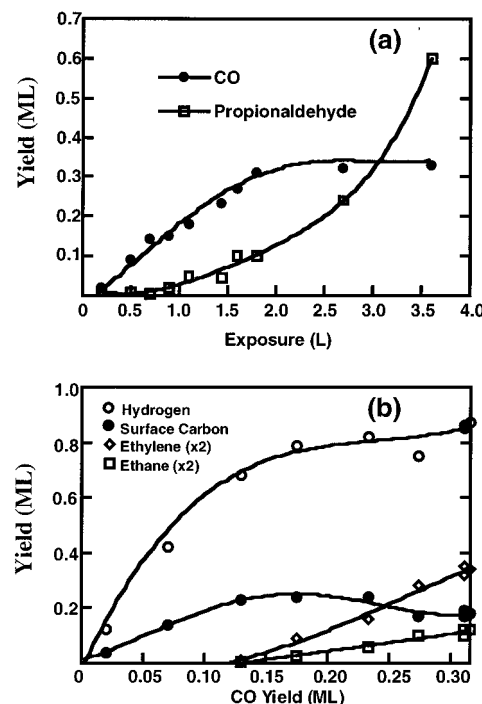 0.7
(a)
0.6
CO
0.5
Propionaldehyde
0.4
0.3
0.2
0.1
Yield (ML)
0 0.5 1.0 1.5 2.0 2.5 3.0 3.5 4.0
Exposure (L)
1.0
(b)
Hydrogen
Surface Carbon
0.8
Ethylene (x2)
Ethane (x2)
0.6
0.4
0.2
Yield (ML)
0 0.05 0.10 0.15 0.20 0.25 0.30
CO Yield (ML)